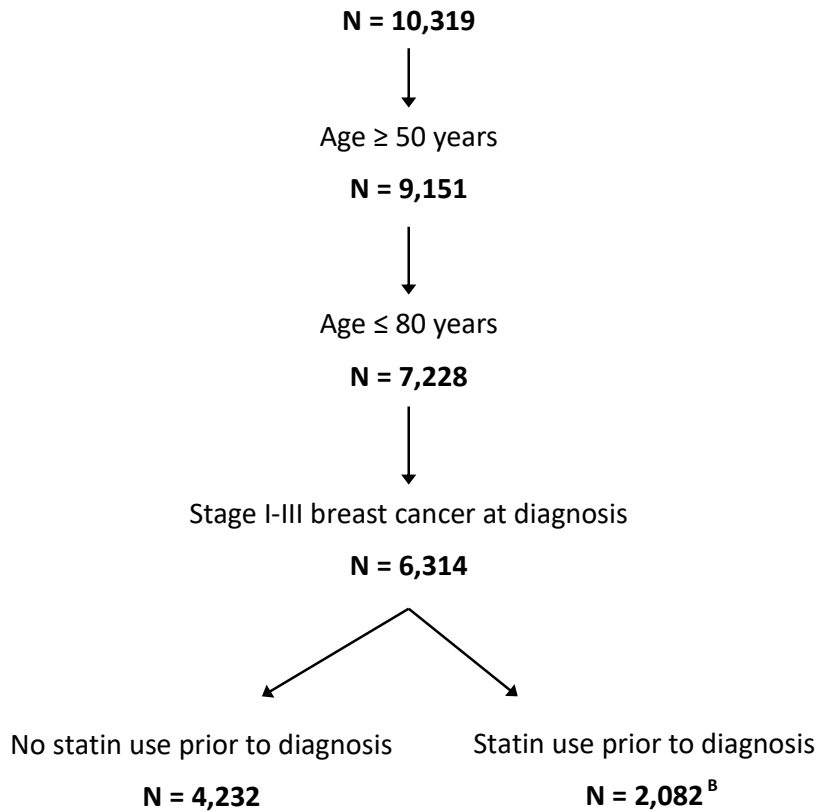 N = 10,319
Age ≥ 50 years
N = 9,151
Age ≤ 80 years
N = 7,228
Stage I-III breast cancer at diagnosis
N = 6,314
No statin use prior to diagnosis
N = 4,232
Statin use prior to diagnosis
N = 2,082 B